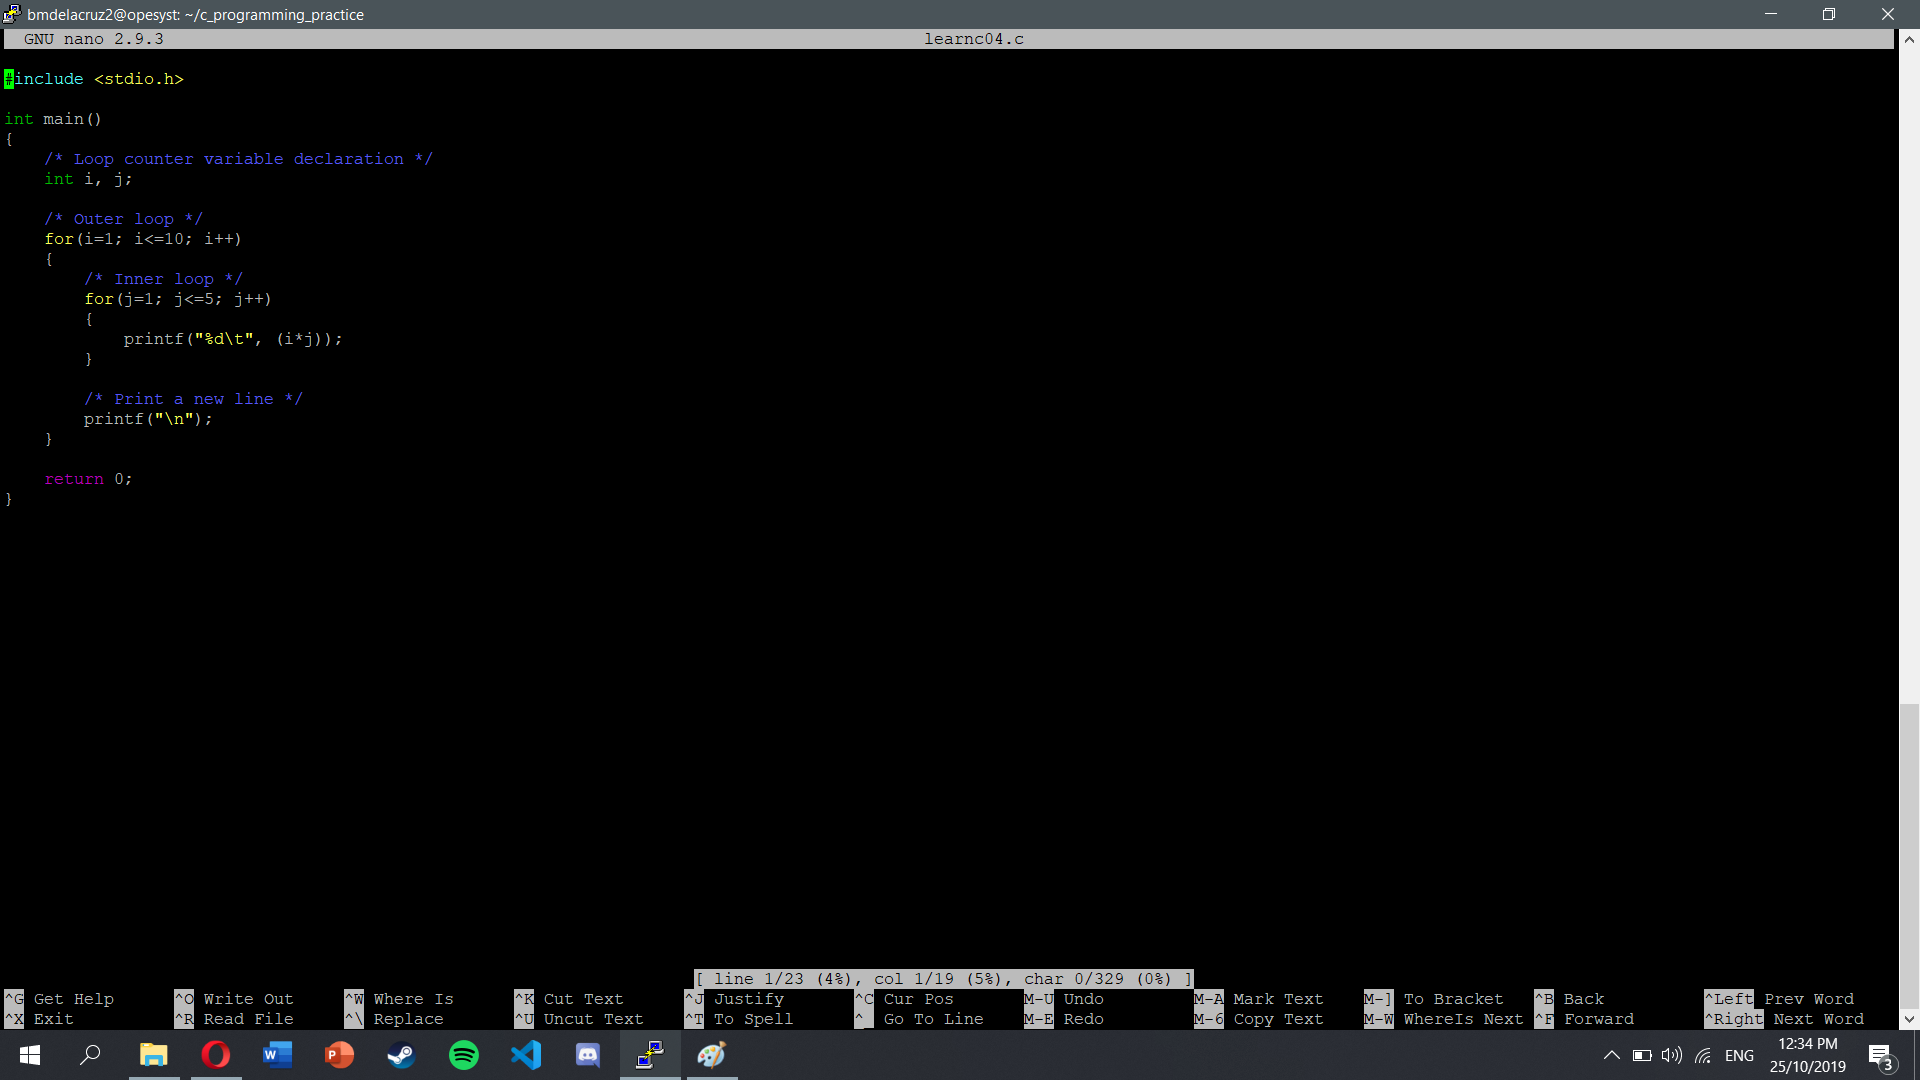 bmdelacruz2@opesyst: ~/c_programming_practice
GNU nano 2.9.3 learnc04.c
#include <stdio.h>
int main()
{
    /* Loop counter variable declaration */
    int i, j;
    /* Outer loop */
    for(i=1; i<=10; i++)
    {
        /* Inner loop */
        for(j=1; j<=5; j++)
        {
            printf("%d\t", (i*j));
        }
        /* Print a new line */
        printf("\n");
    }
    return 0;
}
[ line 1/23 (4%), col 1/19 (5%), char 0/329 (0%) ]
^G Get Help ^O Write Out ^W Where Is ^K Cut Text ^J Justify ^C Cur Pos M-U Undo M-A Mark Text M-] To Bracket ^B Back ^Left Prev Word
^X Exit ^R Read File ^\ Replace ^U Uncut Text ^T To Spell ^_ Go To Line M-E Redo M-6 Copy Text M-W WhereIs Next ^F Forward ^Right Next Word
ENG
12:34 PM
25/10/2019
3